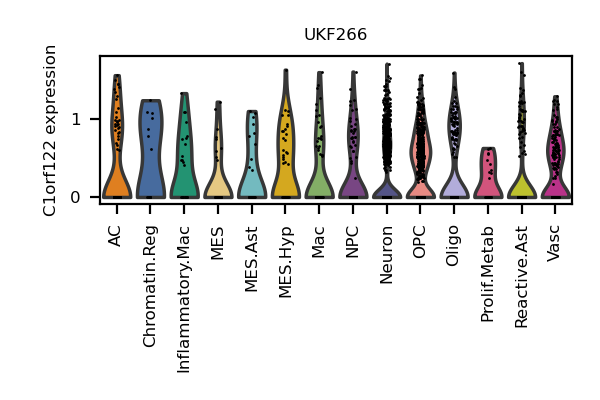 UKF266
C1orf122 expression
1
0
AC
Chromatin.Reg
Inflammatory.Mac
MES
MES.Ast
MES.Hyp
Mac
NPC
Neuron
OPC
Oligo
Prolif.Metab
Reactive.Ast
Vasc